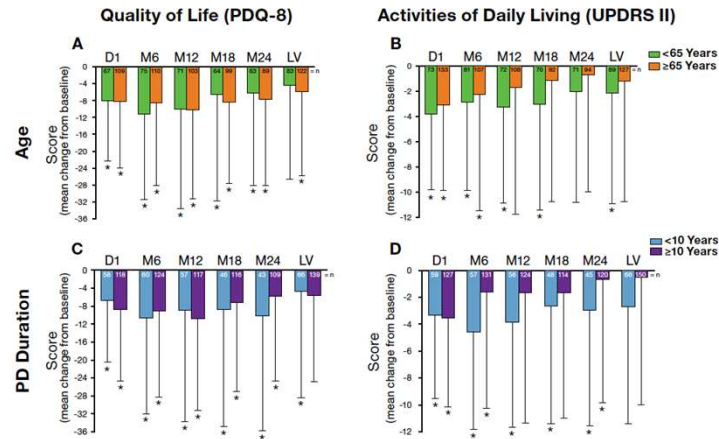 Quality of Life (PDQ-8)
Activities of Daily Living (UPDRS II)
A
D1 M6 M12 M18 M24 LV
67 109 75 71 103 64 99 63 89 83 122 = n
0
-4
-8
-12
-16
-20
-24
-28
-32
-36
Age
Score
(mean change from baseline)
* * * * * * * * * * *
B
D1 M6 M12 M18 M24 LV
73 133 81 107 72 70 92 71 94 89 127 = n
0
-2
-4
-6
-8
-10
-12
Score
(mean change from baseline)
* * * * * * *
<65 Years
≥65 Years
C
D1 M6 M12 M18 M24 LV
118 60 124 57 117 46 116 43 109 66 139 = n
0
-4
-8
-12
-16
-20
-24
-28
-32
-36
PD Duration
Score
(mean change from baseline)
* * * * * * * * * * *
D
D1 M6 M12 M18 M24 LV
127 57 131 56 124 48 114 45 120 66 150 = n
0
-2
-4
-6
-8
-10
-12
Score
(mean change from baseline)
* * * * * * * *
<10 Years
≥10 Years